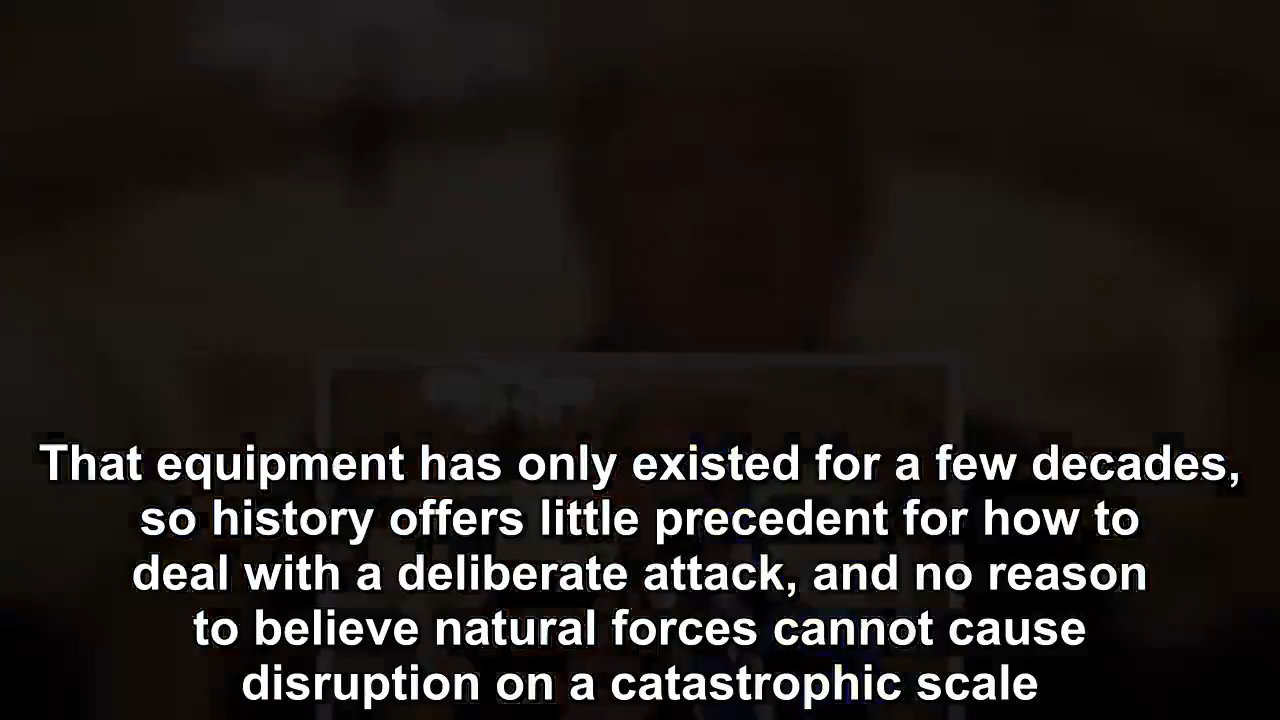 That equipment has only existed for a few decades,
so history offers little precedent for how to
deal with a deliberate attack, and no reason
to believe natural forces cannot cause
disruption on a catastrophic scale